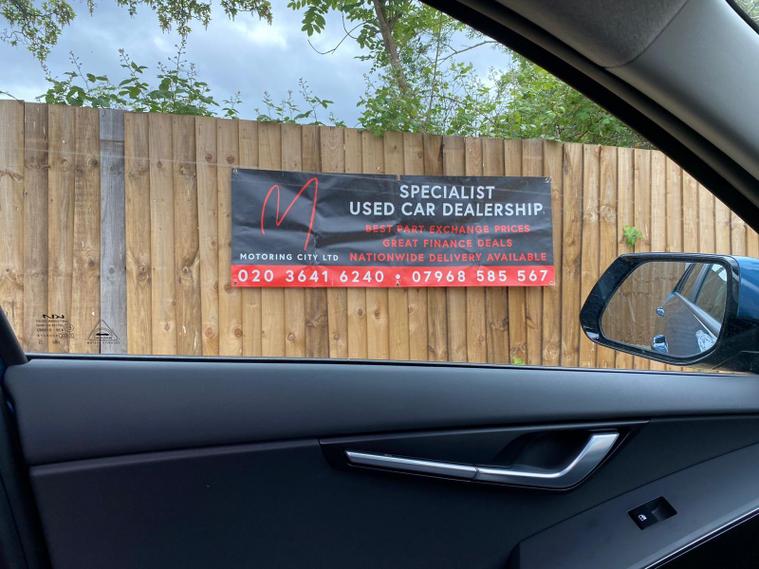 M
SPECIALIST
USED CAR DEALERSHIP
BEST PART EXCHANGE PRICES
GREAT FINANCE DEALS
MOTORING CITY LTD NATIONWIDE DELIVERY AVAILABLE
020 3641 6240 • 07968 585 567
KIA